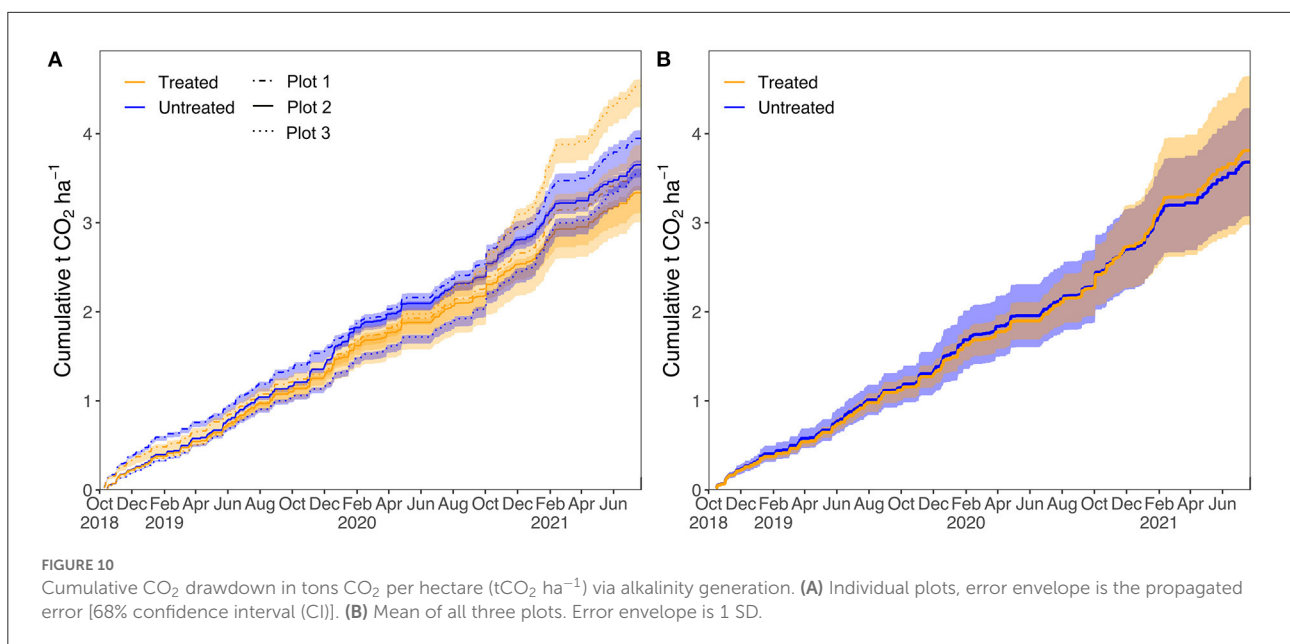 A
Treated
Untreated
Plot 1
Plot 2
Plot 3
Cumulative t CO₂ ha⁻¹
4
3
2
1
0
Oct Dec Feb Apr Jun Aug Oct Dec Feb Apr Jun Aug Oct Dec Feb Apr Jun
2018 2019 2020 2021
B
Treated
Untreated
Cumulative t CO₂ ha⁻¹
4
3
2
1
0
Oct Dec Feb Apr Jun Aug Oct Dec Feb Apr Jun Aug Oct Dec Feb Apr Jun
2018 2019 2020 2021
FIGURE 10
Cumulative CO₂ drawdown in tons CO₂ per hectare (tCO₂ ha⁻¹) via alkalinity generation. (A) Individual plots, error envelope is the propagated
error [68% confidence interval (CI)]. (B) Mean of all three plots. Error envelope is 1 SD.